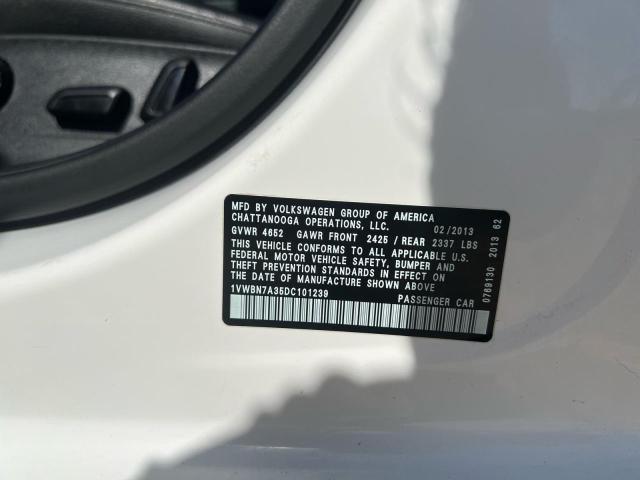 MFD BY VOLKSWAGEN GROUP OF AMERICA
CHATTANOOGA OPERATIONS, LLC. 02/2013
GVWR 4652 GAWR FRONT 2425 / REAR 2337 LBS
THIS VEHICLE CONFORMS TO ALL APPLICABLE U.S.
FEDERAL MOTOR VEHICLE SAFETY, BUMPER AND
THEFT PREVENTION STANDARDS IN EFFECT ON
THE DATE OF MANUFACTURE SHOWN ABOVE
1VWBN7A35DC101239 PASSENGER CAR
0769130 2013 62